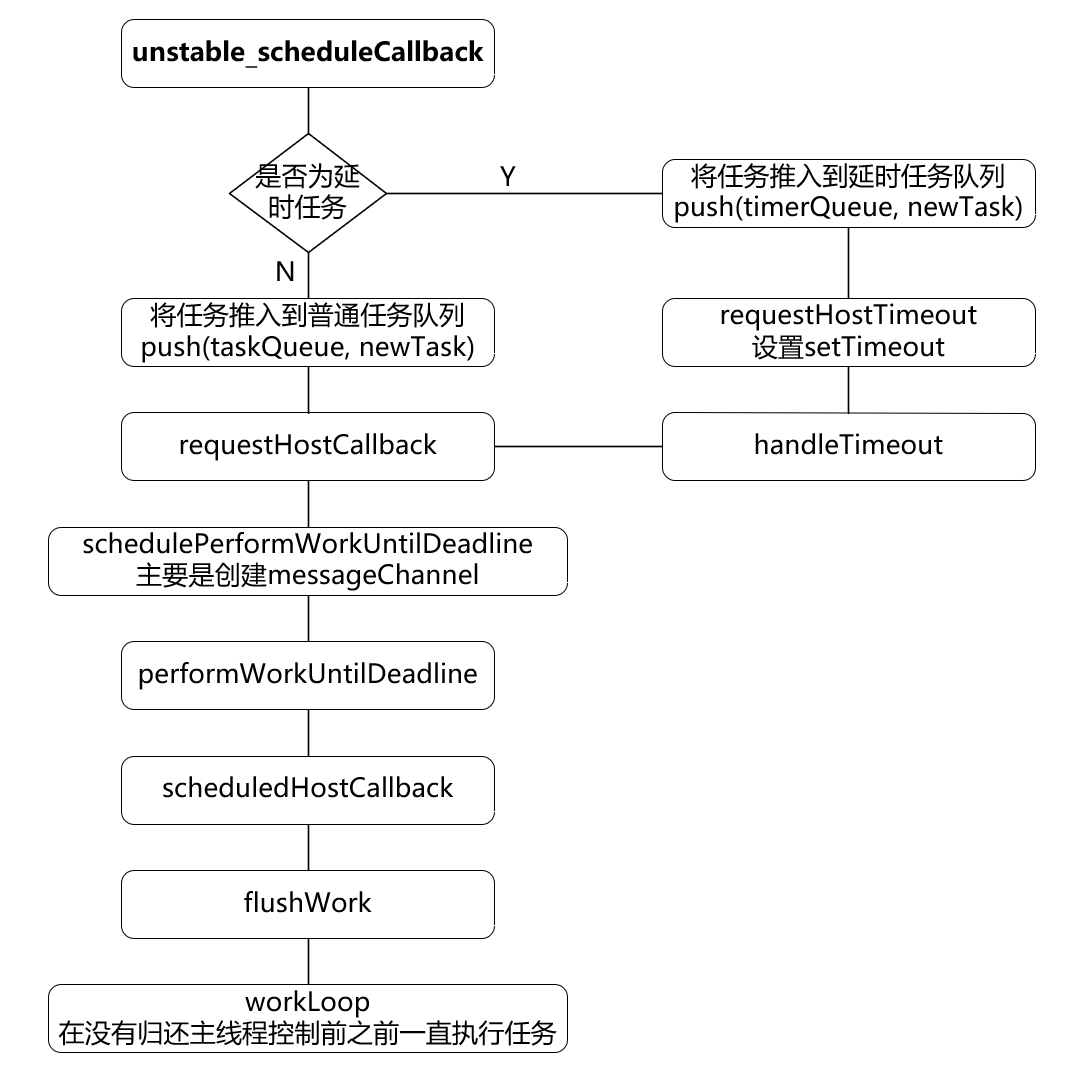 unstable_scheduleCallback
是否为延
时任务
Y
将任务推入到延时任务队列
push(timerQueue, newTask)
N
将任务推入到普通任务队列
push(taskQueue, newTask)
requestHostTimeout
设置setTimeout
requestHostCallback
handleTimeout
schedulePerformWorkUntilDeadline
主要是创建messageChannel
performWorkUntilDeadline
scheduledHostCallback
flushWork
workLoop
在没有归还主线程控制前之前一直执行任务